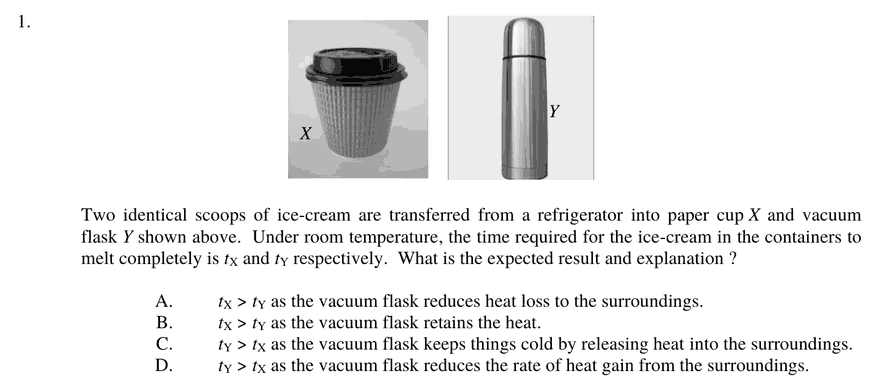 1.
X
Y
Two identical scoops of ice-cream are transferred from a refrigerator into paper cup X and vacuum
flask Y shown above. Under room temperature, the time required for the ice-cream in the containers to
melt completely is tX and tY respectively. What is the expected result and explanation ?
A. tX > tY as the vacuum flask reduces heat loss to the surroundings.
B. tX > tY as the vacuum flask retains the heat.
C. tY > tX as the vacuum flask keeps things cold by releasing heat into the surroundings.
D. tY > tX as the vacuum flask reduces the rate of heat gain from the surroundings.